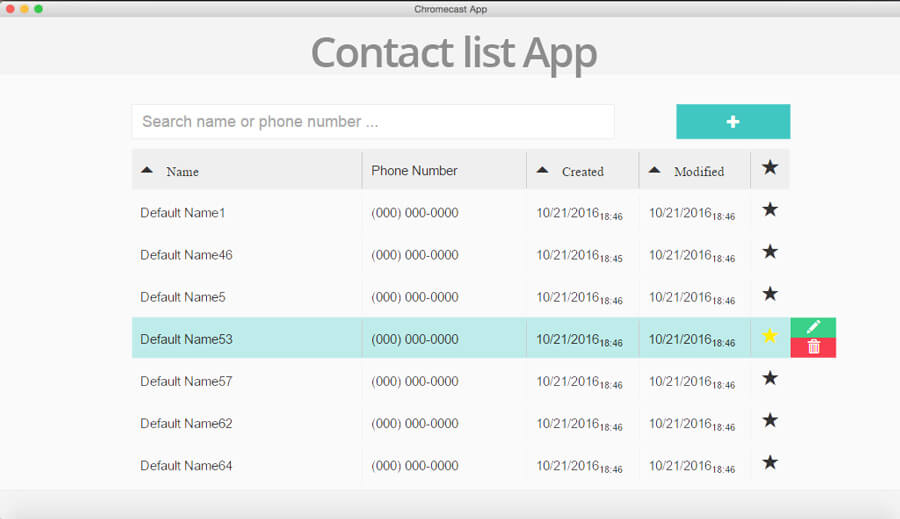 Chromecast App
Contact list App
Search name or phone number ...
Name Phone Number Created Modified
Default Name1 (000) 000-0000 10/21/2016 18:46 10/21/2016 18:46
Default Name46 (000) 000-0000 10/21/2016 18:45 10/21/2016 18:46
Default Name5 (000) 000-0000 10/21/2016 18:46 10/21/2016 18:46
Default Name53 (000) 000-0000 10/21/2016 18:46 10/21/2016 18:46
Default Name57 (000) 000-0000 10/21/2016 18:46 10/21/2016 18:46
Default Name62 (000) 000-0000 10/21/2016 18:46 10/21/2016 18:46
Default Name64 (000) 000-0000 10/21/2016 18:46 10/21/2016 18:46